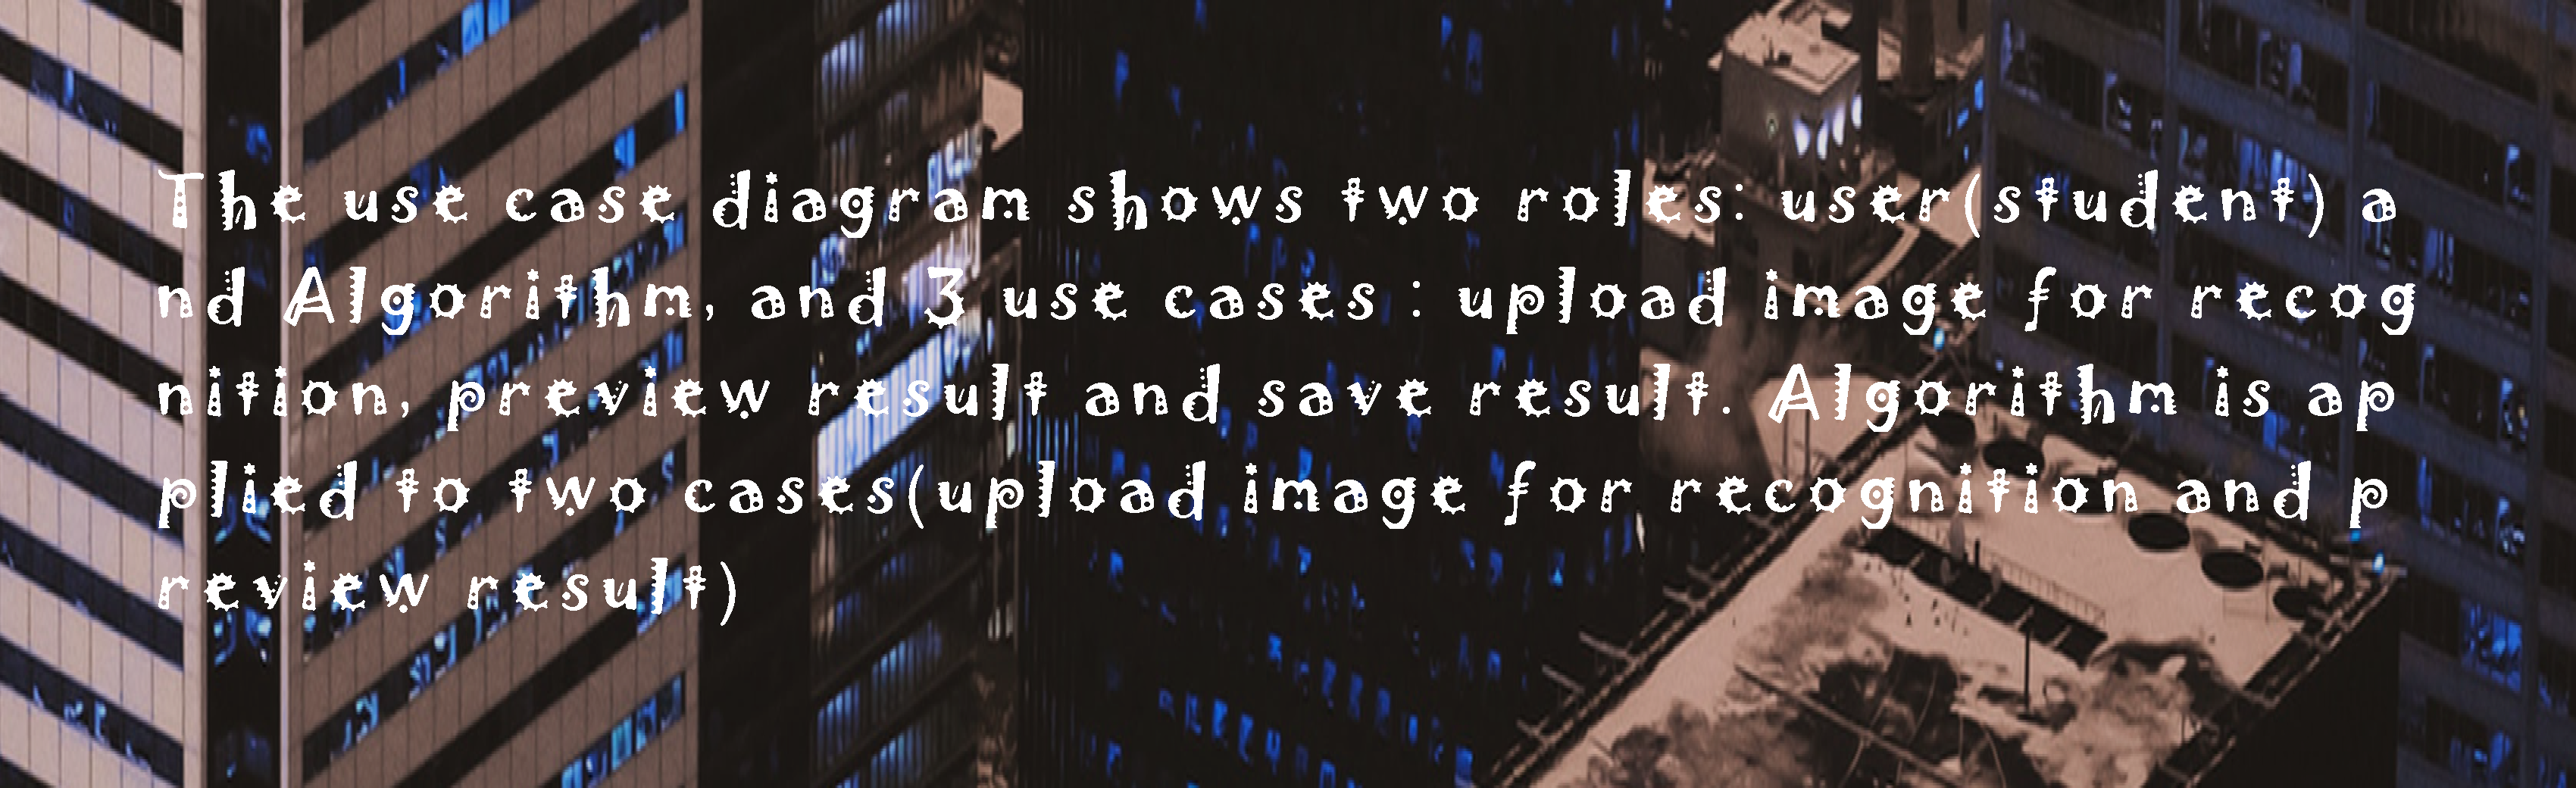 The use case diagram shows two roles: user(student) a
nd Algorithm, and 3 use cases : upload image for recog
nition, preview result and save result. Algorithm is ap
plied to two cases(upload image for recognition and p
review result)